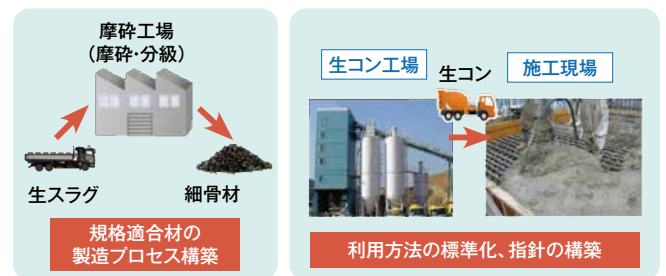 摩砕工場
（摩砕・分級）
生スラグ
細骨材
規格適合材の
製造プロセス構築
生コン工場
生コン
施工現場
利用方法の標準化、指針の構築